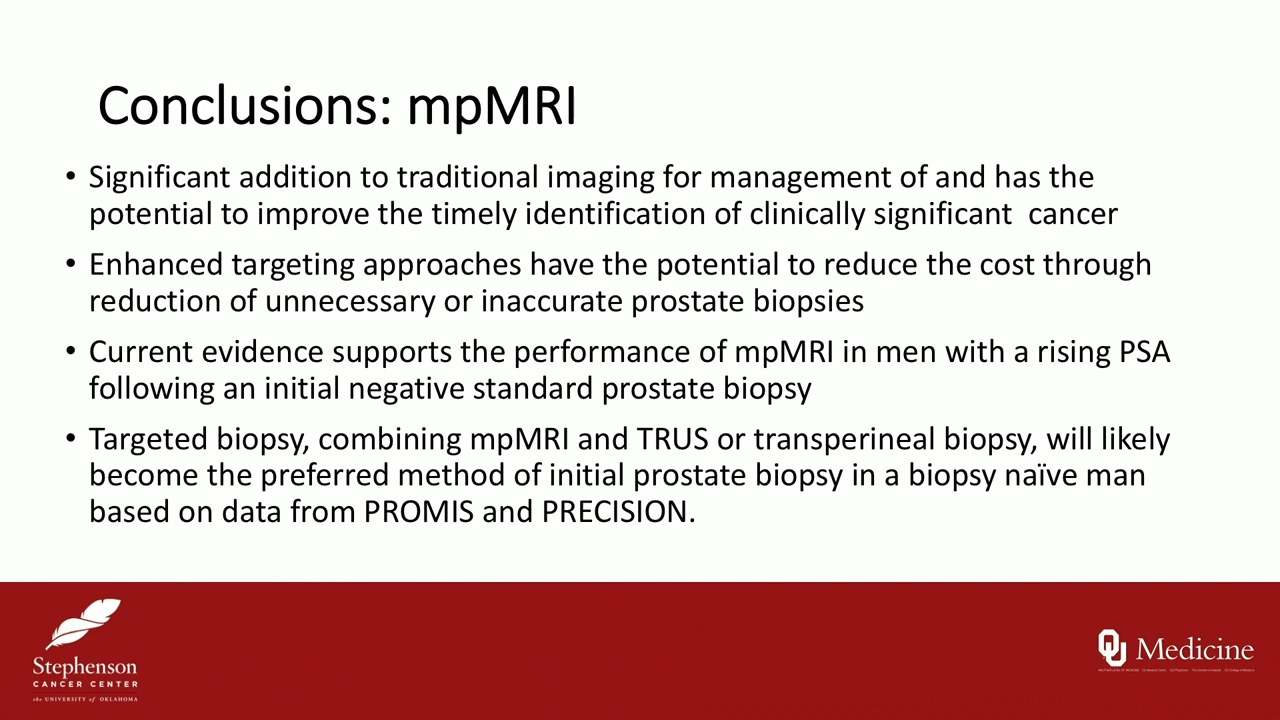 Conclusions: mpMRI
• Significant addition to traditional imaging for management of and has the
potential to improve the timely identification of clinically significant  cancer
• Enhanced targeting approaches have the potential to reduce the cost through
reduction of unnecessary or inaccurate prostate biopsies
• Current evidence supports the performance of mpMRI in men with a rising PSA
following an initial negative standard prostate biopsy
• Targeted biopsy, combining mpMRI and TRUS or transperineal biopsy, will likely
become the preferred method of initial prostate biopsy in a biopsy naïve man
based on data from PROMIS and PRECISION.
Stephenson
CANCER CENTER
the UNIVERSITY of OKLAHOMA
OU Medicine